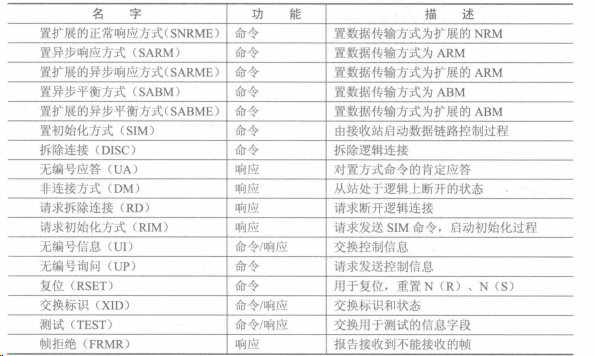 名 字 功 能 描 述
置扩展的正常响应方式(SNRME) 命令 置数据传输方式为扩展的 NRM
置异步响应方式(SARM) 命令 置数据传输方式为 ARM
置扩展的异步响应方式(SARME) 命令 置数据传输方式为扩展的 ARM
置异步平衡方式(SABM) 命令 置数据传输方式为 ABM
置扩展的异步平衡方式(SABME) 命令 置数据传输方式为扩展的 ABM
置初始化方式(SIM) 命令 由接收站启动数据链路控制过程
拆除连接(DISC) 命令 拆除逻辑连接
无编号应答(UA) 响应 对置方式命令的肯定应答
非连接方式(DM) 响应 从站处于逻辑上断开的状态
请求拆除连接(RD) 响应 请求断开逻辑连接
请求初始化方式(RIM) 响应 请求发送 SIM 命令，启动初始化过程
无编号信息(UI) 命令/响应 交换控制信息
无编号询问(UP) 命令 请求发送控制信息
复位(RSET) 命令 用于复位，重置 N（R）、N（S）
交换标识(XID) 命令/响应 交换标识和状态
测试(TEST) 命令/响应 交换用于测试的信息字段
帧拒绝(FRMR) 响应 报告接收到不能接收的帧